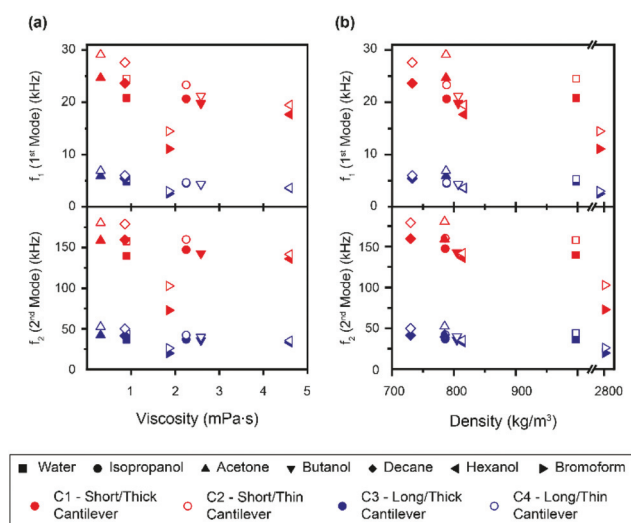 (a)
(b)
30
20
10
0
f₁ (1st Mode) (kHz)
30
20
10
0
f₁ (1st Mode) (kHz)
150
100
50
0
f₂ (2nd Mode) (kHz)
150
100
50
0
f₂ (2nd Mode) (kHz)
1 2 3 4 5
Viscosity (mPa·s)
700 800 900 2800
Density (kg/m³)
Water Isopropanol Acetone Butanol Decane Hexanol Bromoform
C1 - Short/Thick Cantilever
C2 - Short/Thin Cantilever
C3 - Long/Thick Cantilever
C4 - Long/Thin Cantilever